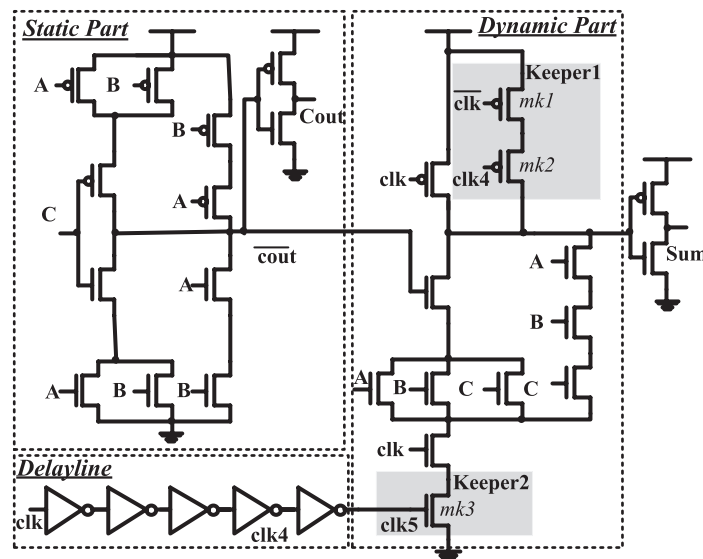 Static Part
A
B
B
A
C
A
A
B
B
Cout
cout
Dynamic Part
Keeper1
clk
mk1
clk4
mk2
clk
A
B
C
A
B
C
clk
Sum
Delayline
clk
clk4
clk5
Keeper2
mk3